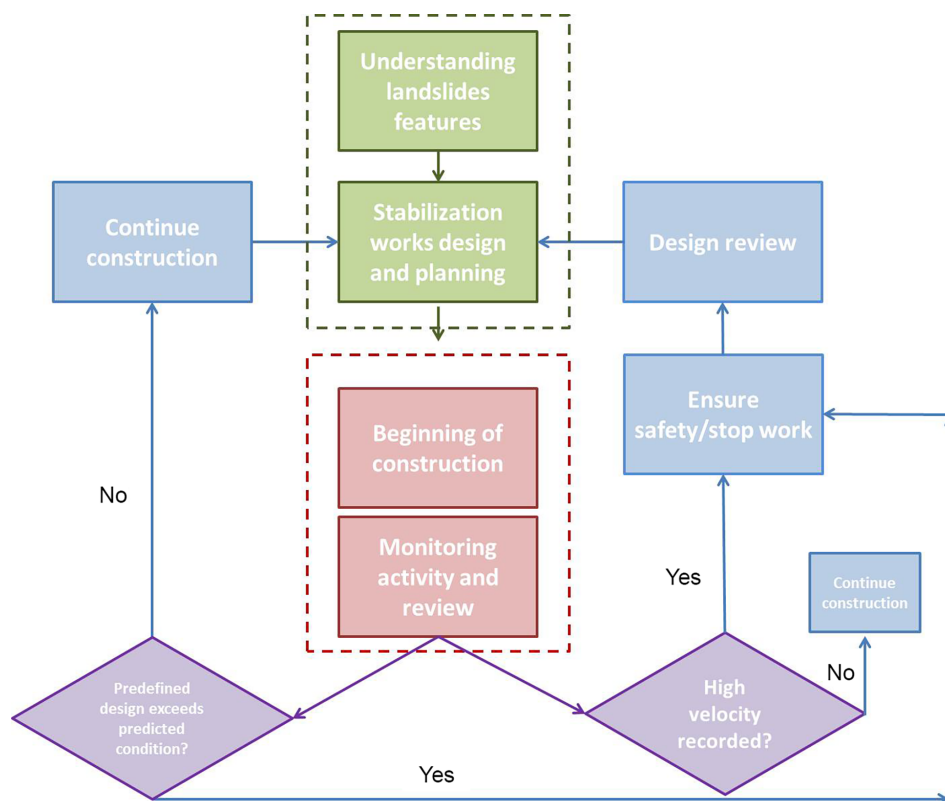 Understanding
landslides
features
Continue
construction
Stabilization
works design
and planning
Design review
Beginning of
construction
Ensure
safety/stop work
No
Monitoring
activity and
review
Yes
Continue
construction
Predefined
design exceeds
predicted
condition?
High
velocity
recorded?
No
Yes